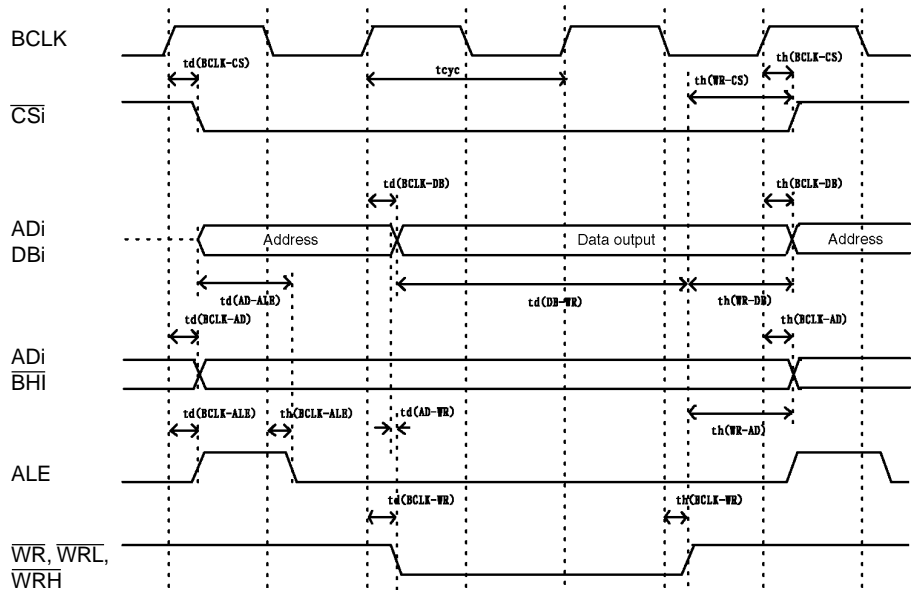 BCLK
td(BCLK-CS)
tcyc
th(BCLK-CS)
th(WR-CS)
CSi
td(BCLK-DB)
th(BCLK-DB)
ADi
DBi
Address
Data output
Address
td(AD-ALE)
td(DB-WR)
th(WR-DB)
td(BCLK-AD)
th(BCLK-AD)
ADi
BHI
td(BCLK-ALE)
th(BCLK-ALE)
td(AD-WR)
th(WR-AD)
ALE
td(BCLK-WR)
th(BCLK-WR)
WR, WRL,
WRH